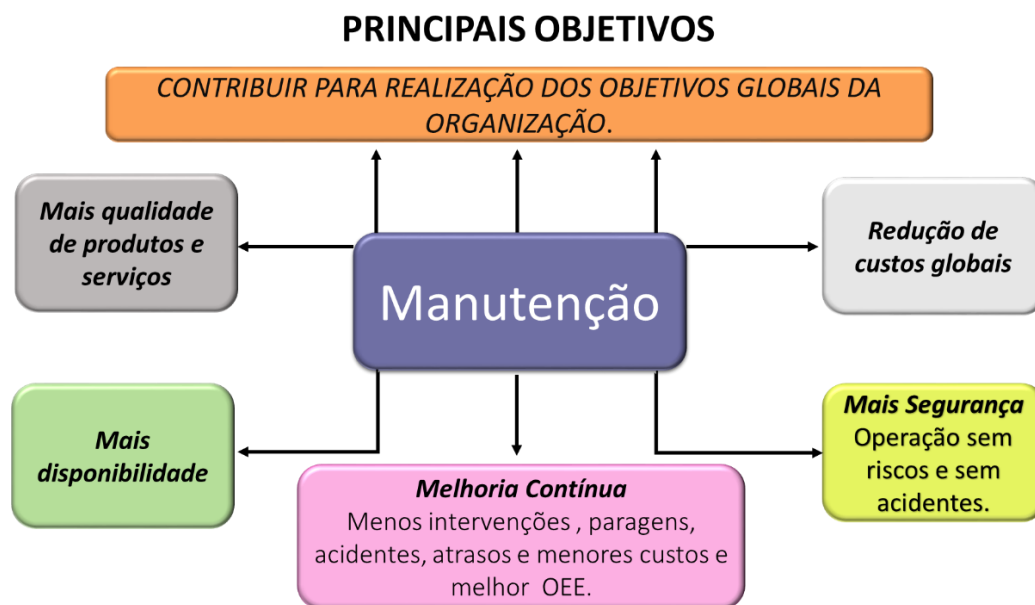 PRINCIPAIS OBJETIVOS
CONTRIBUIR PARA REALIZAÇÃO DOS OBJETIVOS GLOBAIS DA
ORGANIZAÇÃO.
Mais qualidade
de produtos e
serviços
Redução de
custos globais
Manutenção
Mais
disponibilidade
Mais Segurança
Operação sem
riscos e sem
acidentes.
Melhoria Contínua
Menos intervenções , paragens,
acidentes, atrasos e menores custos e
melhor OEE.